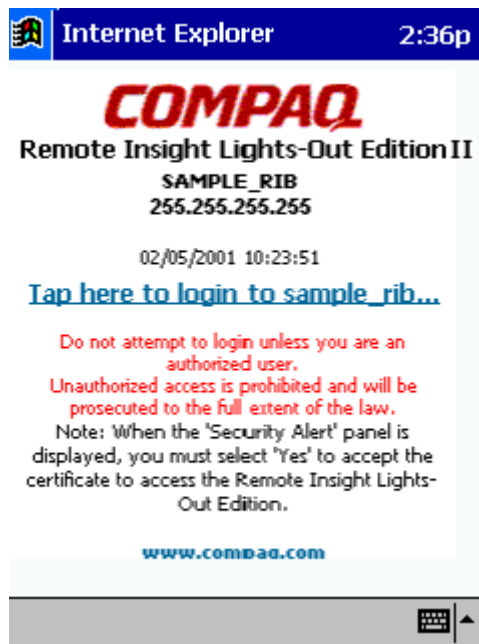 Internet Explorer 2:36p
COMPAQ
Remote Insight Lights-Out Edition II
SAMPLE_RIB
255.255.255.255
02/05/2001 10:23:51
Tap here to login to sample_rib...
Do not attempt to login unless you are an
authorized user.
Unauthorized access is prohibited and will be
prosecuted to the full extent of the law.
Note: When the 'Security Alert' panel is
displayed, you must select 'Yes' to accept the
certificate to access the Remote Insight Lights-
Out Edition.
www.compaq.com